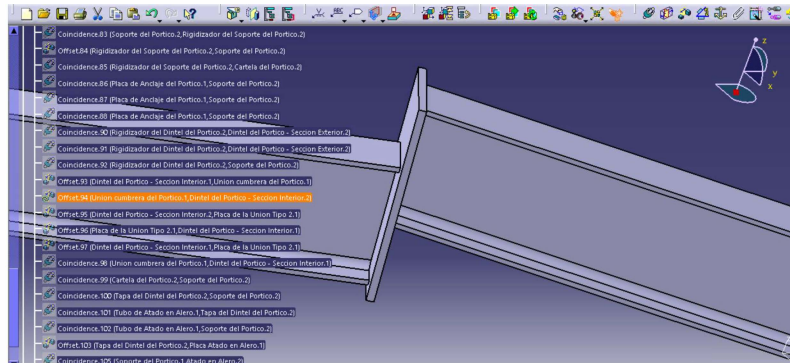 Coincidence.83 (Soporte del Portico.2,Rigidizador del Soporte del Portico.2)
Offset.84 (Rigidizador del Soporte del Portico.2,Soporte del Portico.2)
Coincidence.85 (Rigidizador del Soporte del Portico.2,Cartela del Portico.2)
Coincidence.86 (Placa de Anclaje del Portico.1,Soporte del Portico.2)
Coincidence.87 (Placa de Anclaje del Portico.1,Soporte del Portico.2)
Coincidence.88 (Placa de Anclaje del Portico.1,Soporte del Portico.2)
Coincidence.90 (Rigidizador del Dintel del Portico.2,Dintel del Portico - Seccion Exterior.2)
Coincidence.91 (Rigidizador del Dintel del Portico.2,Dintel del Portico - Seccion Exterior.2)
Coincidence.92 (Rigidizador del Dintel del Portico.2,Soporte del Portico.2)
Offset.93 (Dintel del Portico - Seccion Interior.1,Union cumbrera del Portico.1)
Offset.94 (Union cumbrera del Portico.1,Dintel del Portico - Seccion Interior.2)
Offset.95 (Dintel del Portico - Seccion Interior.2,Placa de la Union Tipo 2.1)
Offset.96 (Placa de la Union Tipo 2.1,Dintel del Portico - Seccion Interior.1)
Offset.97 (Dintel del Portico - Seccion Interior.1,Placa de la Union Tipo 2.1)
Coincidence.98 (Union cumbrera del Portico.1,Dintel del Portico - Seccion Interior.1)
Coincidence.99 (Cartela del Portico.2,Soporte del Portico.2)
Coincidence.100 (Tapa del Dintel del Portico.2,Soporte del Portico.2)
Coincidence.101 (Tubo de Atado en Alero.1,Tapa del Dintel del Portico.2)
Coincidence.102 (Tubo de Atado en Alero.1,Soporte del Portico.2)
Offset.103 (Tapa del Dintel del Portico.2,Placa Atado en Alero.1)
Coincidence.105 (Soporte del Portico.1,Atado en Alero.2)
z
y
x